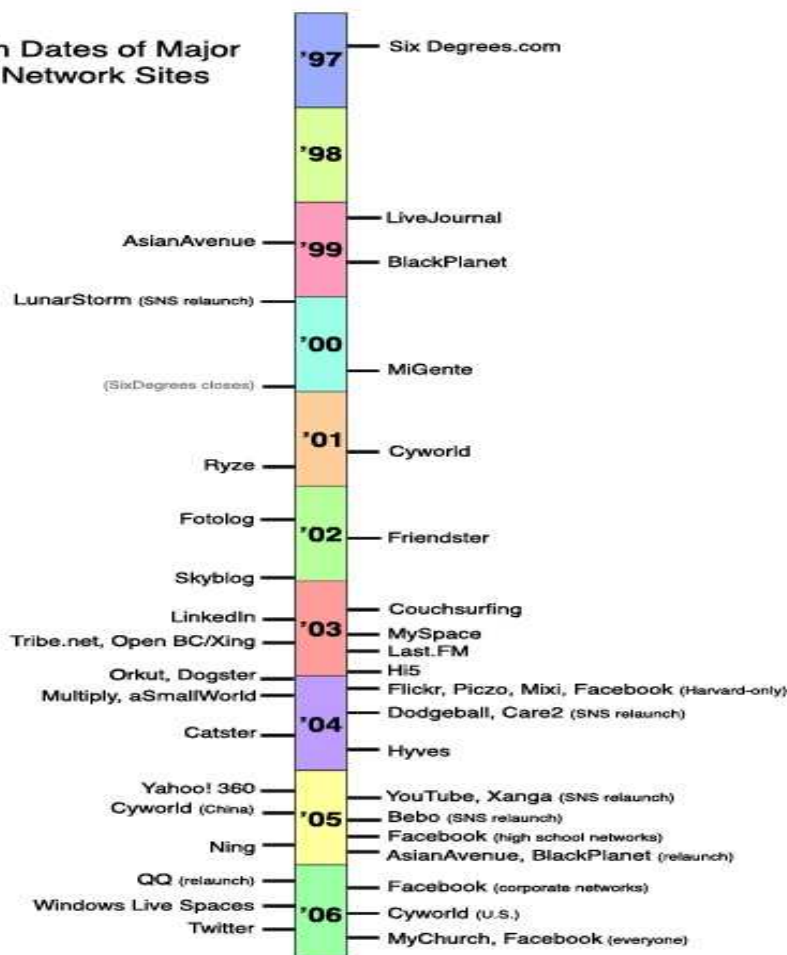 n Dates of Major
Network Sites
'97
Six Degrees.com
'98
LiveJournal
AsianAvenue
'99
BlackPlanet
LunarStorm (SNS relaunch)
'00
MiGente
(SixDegrees closes)
'01
Cyworld
Ryze
Fotolog
'02
Friendster
Skyblog
Couchsurfing
LinkedIn
'03
MySpace
Tribe.net, Open BC/Xing
Last.FM
Hi5
Orkut, Dogster
Flickr, Piczo, Mixi, Facebook (Harvard-only)
Multiply, aSmallWorld
Dodgeball, Care2 (SNS relaunch)
'04
Catster
Hyves
Yahoo! 360
YouTube, Xanga (SNS relaunch)
Cyworld (China)
Bebo (SNS relaunch)
'05
Facebook (high school networks)
Ning
AsianAvenue, BlackPlanet (relaunch)
QQ (relaunch)
Facebook (corporate networks)
Windows Live Spaces
'06
Cyworld (U.S.)
Twitter
MyChurch, Facebook (everyone)